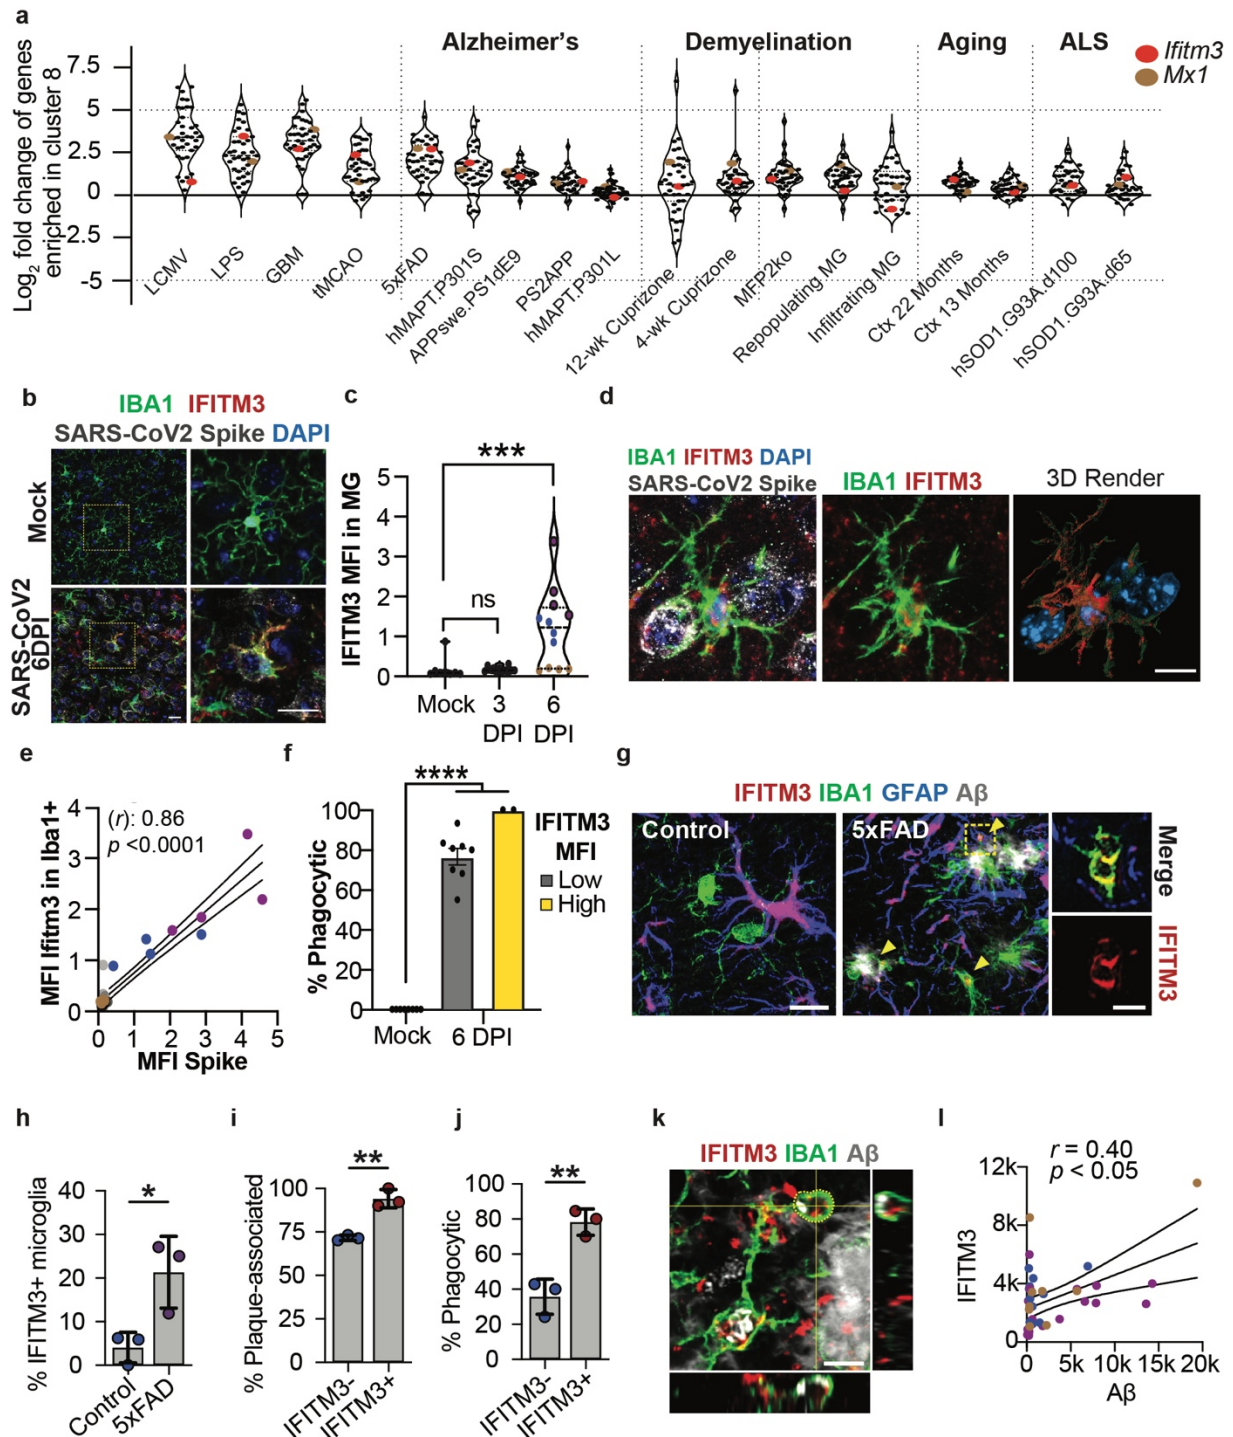 a
Alzheimer's Demyelination Aging ALS
Ifitm3
Mx1
Log2 fold change of genes
enriched in cluster 8
7.5
5
2.5
0
-2.5
-5
LCMV
LPS
GBM
tMCAO
5xFAD
hMAPT.P301S
APPswe.PS1dE9
PS2APP
hMAPT.P301L
12-wk Cuprizone
4-wk Cuprizone
MFP2ko
Repopulating MG
Infiltrating MG
Ctx 22 Months
Ctx 13 Months
hSOD1.G93A.d100
hSOD1.G93A.d65
b
IBA1 IFITM3
SARS-CoV2 Spike DAPI
Mock
SARS-CoV2
6DPI
c
IFITM3 MFI in MG
5
4
3
2
1
0
***
ns
Mock 3 6
DPI DPI
d
IBA1 IFITM3 DAPI
SARS-CoV2 Spike
IBA1 IFITM3
3D Render
e
MFI Ifitm3 in Iba1+
4
3
2
1
0
(r): 0.86
p <0.0001
0 1 2 3 4 5
MFI Spike
f
% Phagocytic
100
80
60
40
20
0
****
Mock 6 DPI
IFITM3
MFI
Low
High
g
IFITM3 IBA1 GFAP Aβ
Control
5xFAD
Merge
IFITM3
h
% IFITM3+ microglia
40
30
20
10
0
*
Control
5xFAD
i
% Plaque-associated
100
75
50
25
0
**
IFITM3-
IFITM3+
j
% Phagocytic
100
80
60
40
20
0
**
IFITM3-
IFITM3+
k
IFITM3 IBA1 Aβ
l
r = 0.40
p < 0.05
IFITM3
12k
8k
4k
0
0 5k 10k 15k 20k
Aβ